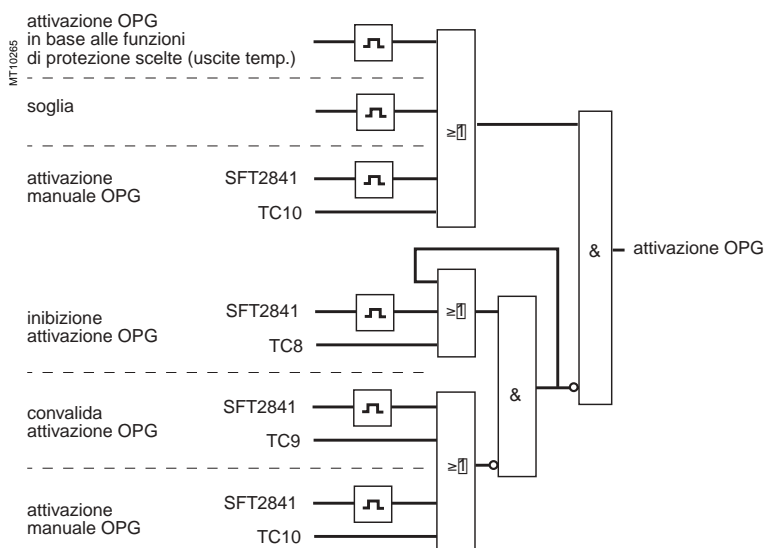 MT10265
attivazione OPG
in base alle funzioni
di protezione scelte (uscite temp.)
soglia
≥1
attivazione
manuale OPG
SFT2841
TC10
&
attivazione OPG
inibizione
attivazione OPG
SFT2841
TC8
≥1
&
convalida
attivazione OPG
SFT2841
TC9
≥1
attivazione
manuale OPG
SFT2841
TC10